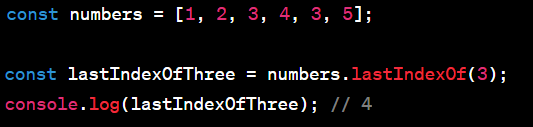 const numbers = [1, 2, 3, 4, 3, 5];
const lastIndexOfThree = numbers.lastIndexOf(3);
console.log(lastIndexOfThree); // 4